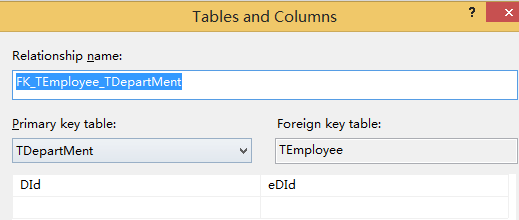 Tables and Columns
?
Relationship name:
FK_TEmployee_TDepartMent
Primary key table:
Foreign key table:
TDepartMent
TEmployee
DId
eDId